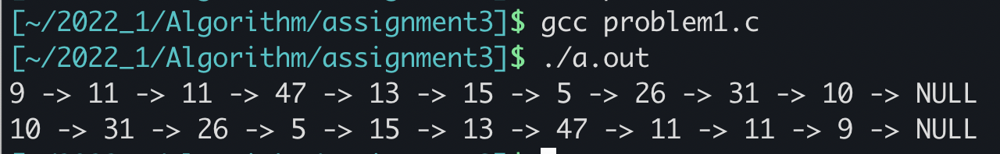 [~/2022_1/Algorithm/assignment3]$ gcc problem1.c
[~/2022_1/Algorithm/assignment3]$ ./a.out
9 -> 11 -> 11 -> 47 -> 13 -> 15 -> 5 -> 26 -> 31 -> 10 -> NULL
10 -> 31 -> 26 -> 5 -> 15 -> 13 -> 47 -> 11 -> 11 -> 9 -> NULL